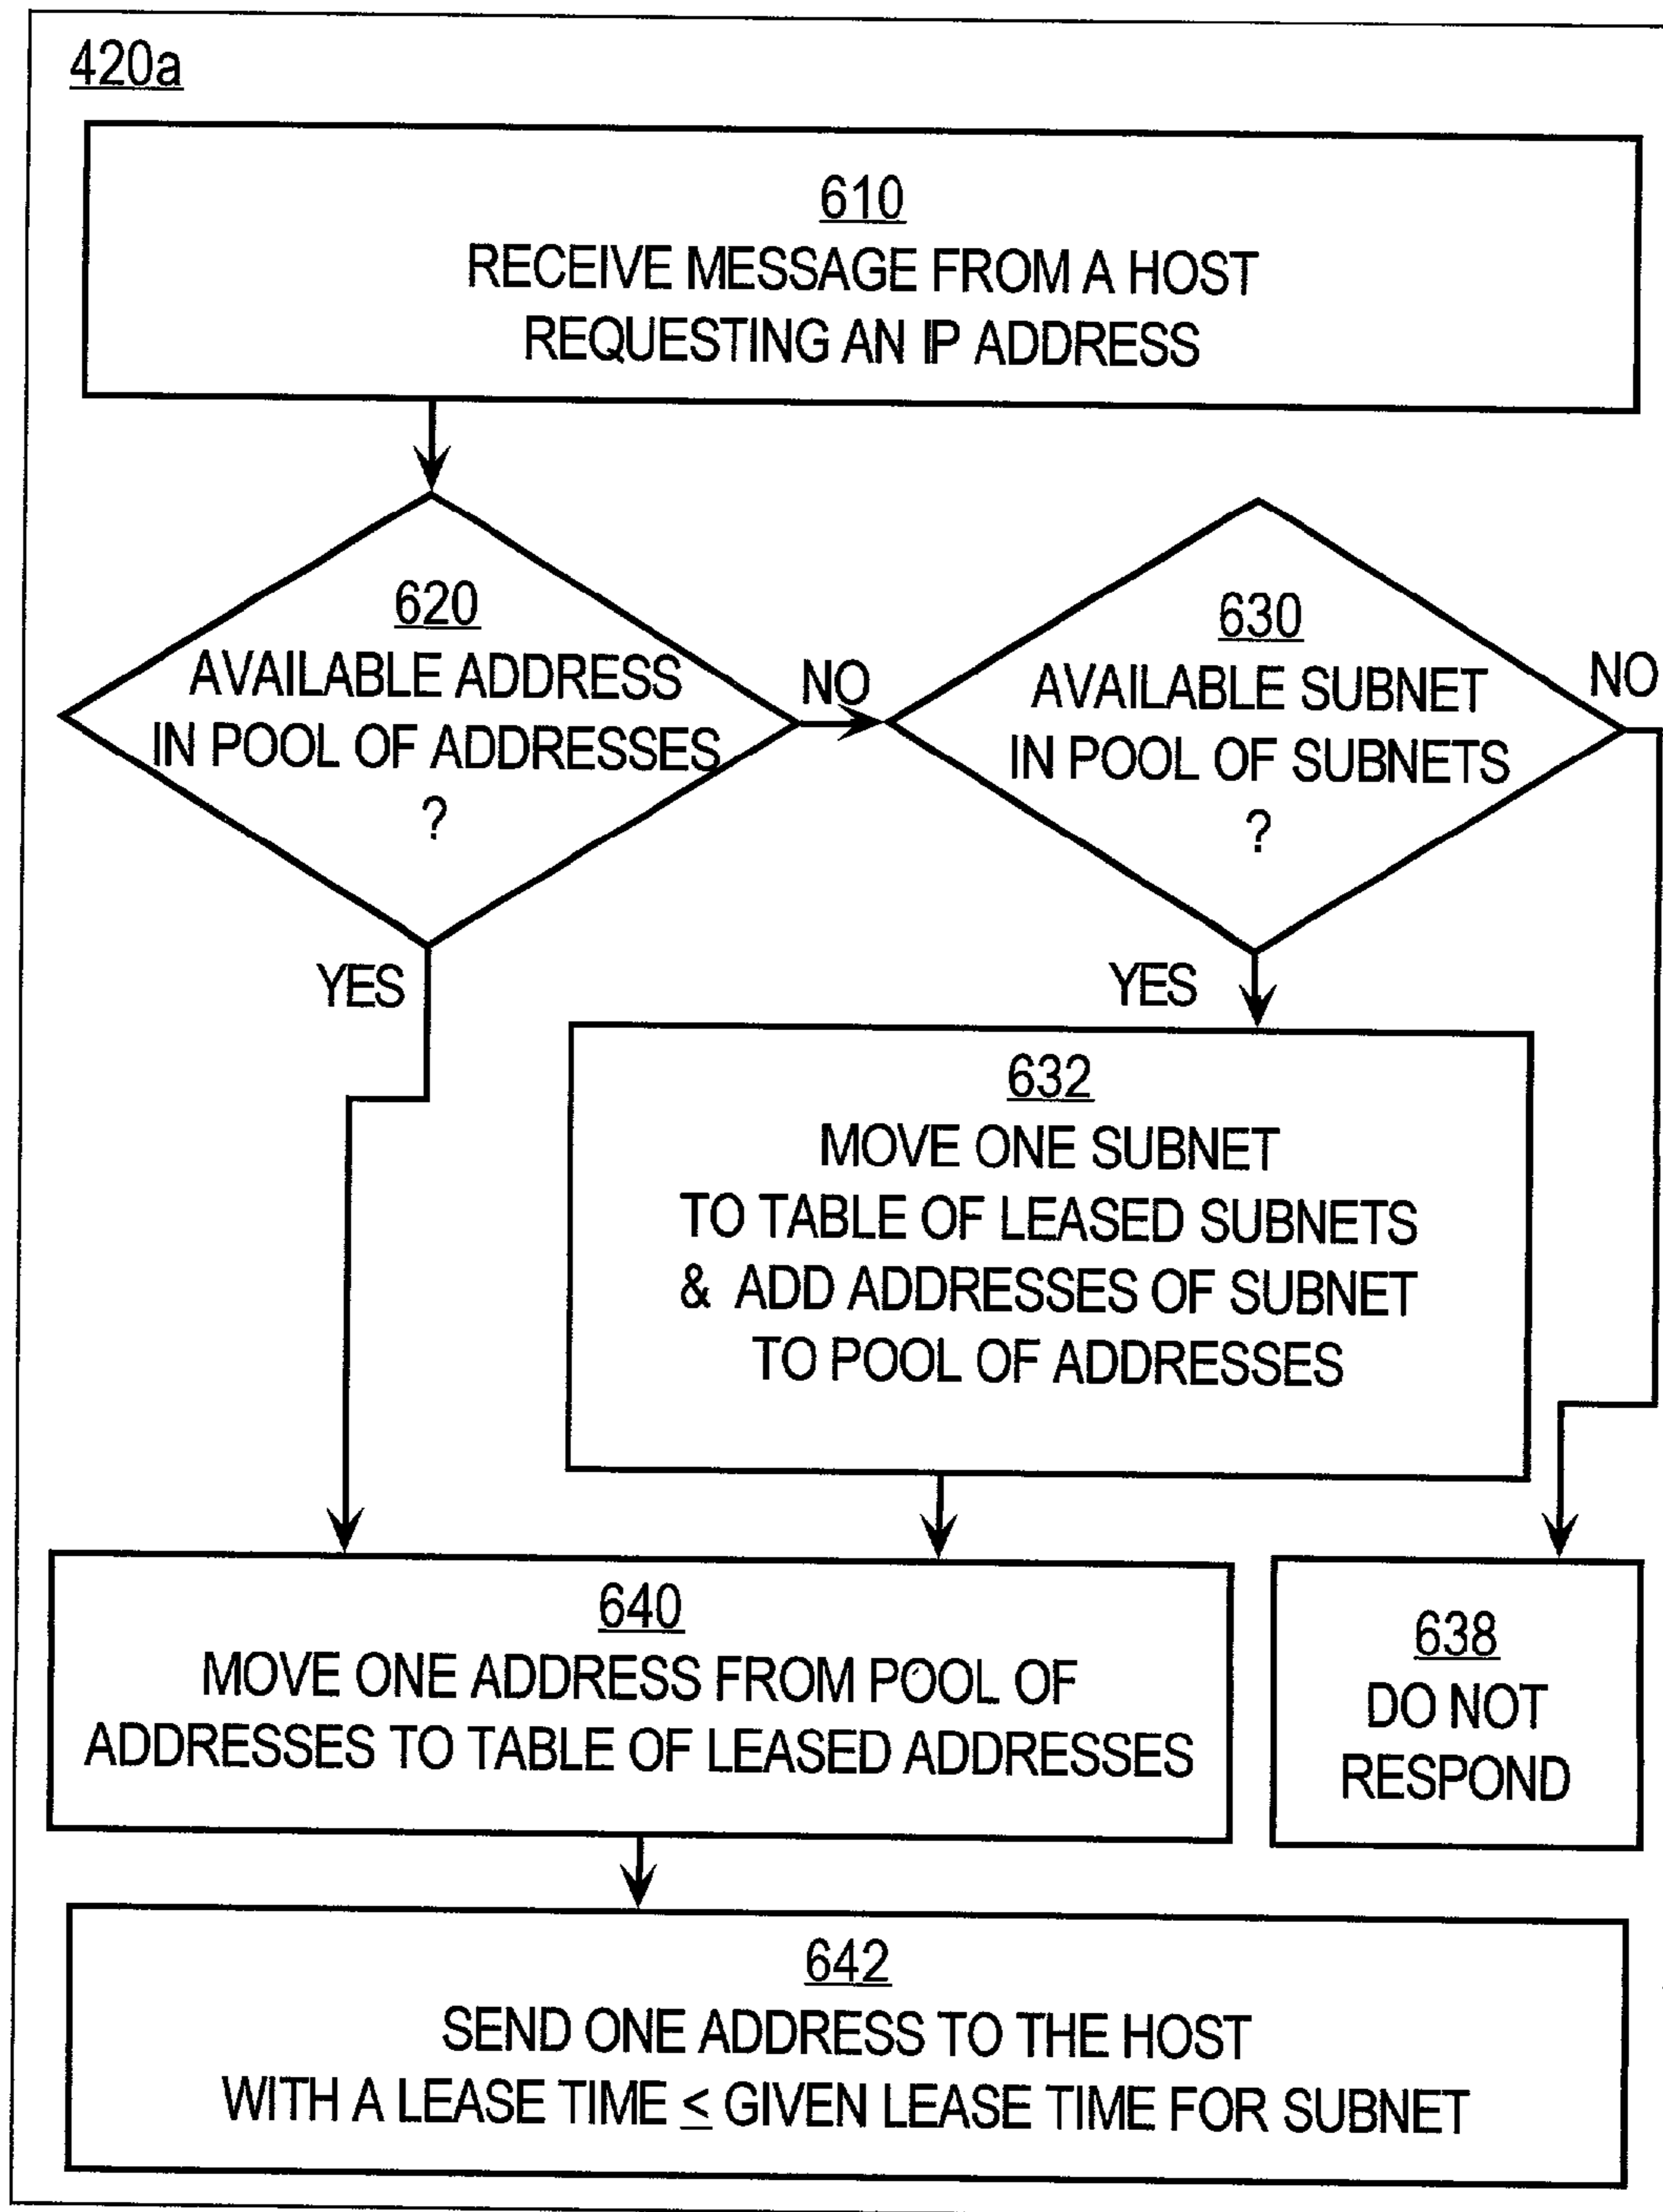 420a
610
RECEIVE MESSAGE FROM A HOST
REQUESTING AN IP ADDRESS
620
AVAILABLE ADDRESS
IN POOL OF ADDRESSES
?
NO
630
AVAILABLE SUBNET
IN POOL OF SUBNETS
?
NO
YES
YES
632
MOVE ONE SUBNET
TO TABLE OF LEASED SUBNETS
& ADD ADDRESSES OF SUBNET
TO POOL OF ADDRESSES
640
MOVE ONE ADDRESS FROM POOL OF
ADDRESSES TO TABLE OF LEASED ADDRESSES
638
DO NOT
RESPOND
642
SEND ONE ADDRESS TO THE HOST
WITH A LEASE TIME ≤ GIVEN LEASE TIME FOR SUBNET